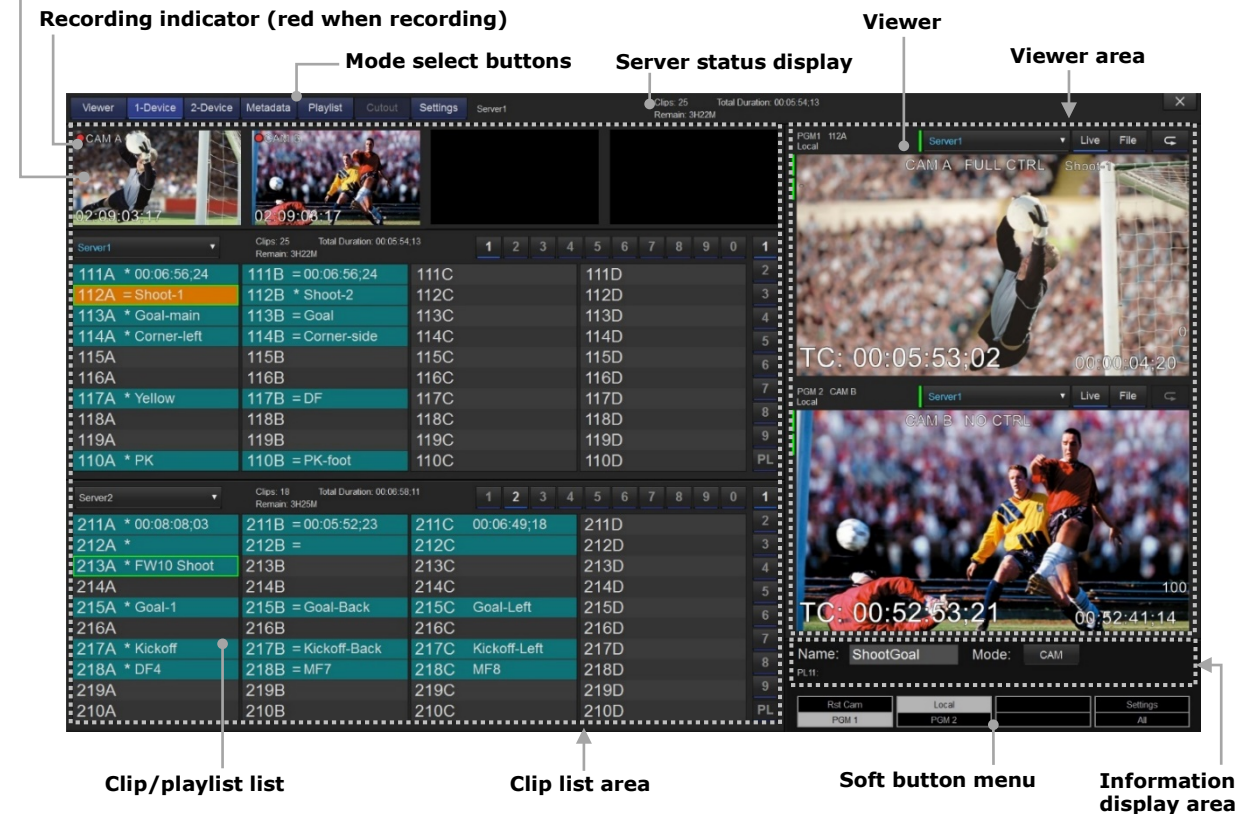 Recording indicator (red when recording)
Viewer
Mode select buttons
Server status display
Viewer area
Viewer 1-Device 2-Device Metadata Playlist Cutout Settings Server1
Clips: 25 Total Duration: 00:05:54;13
Remain: 3H22M
×
CAM A
02:09:03:17
CAM B
02:09:03:17
PGM1 112A
Local
Server1 Live File
CAM A FULL CTRL Shoot-1
TC: 00:05:53;02
0
00:00:04;20
Server1
Clips: 25 Total Duration: 00:05:54;13
Remain: 3H22M
1 2 3 4 5 6 7 8 9 0 1
111A * 00:06:56;24 111B = 00:06:56;24 111C 111D 2
112A = Shoot-1 112B * Shoot-2 112C 112D 3
113A * Goal-main 113B = Goal 113C 113D 4
114A * Corner-left 114B = Corner-side 114C 114D 5
115A 115B 115C 115D
116A 116B 116C 116D 6
117A * Yellow 117B = DF 117C 117D 7
118A 118B 118C 118D 8
119A 119B 119C 119D 9
110A * PK 110B = PK-foot 110C 110D PL
PGM 2 CAM B
Local
Server1 Live File
CAM B NO CTRL
100
TC: 00:52:53;21
00:52:41;14
Server2
Clips: 18 Total Duration: 00:06:58;11
Remain: 3H25M
1 2 3 4 5 6 7 8 9 0 1
211A * 00:08:08;03 211B = 00:05:52;23 211C 00:06:49;18 211D 2
212A * 212B = 212C 212D 3
213A * FW10 Shoot 213B 213C 213D 4
214A 214B 214C 214D 5
215A * Goal-1 215B = Goal-Back 215C Goal-Left 215D
216A 216B 216C 216D 6
217A * Kickoff 217B = Kickoff-Back 217C Kickoff-Left 217D 7
218A * DF4 218B = MF7 218C MF8 218D 8
219A 219B 219C 219D 9
210A 210B 210C 210D PL
Name: ShootGoal Mode: CAM
PL11:
Rst Cam Local Settings
PGM 1 PGM 2 All
Clip/playlist list
Clip list area
Soft button menu
Information
display area